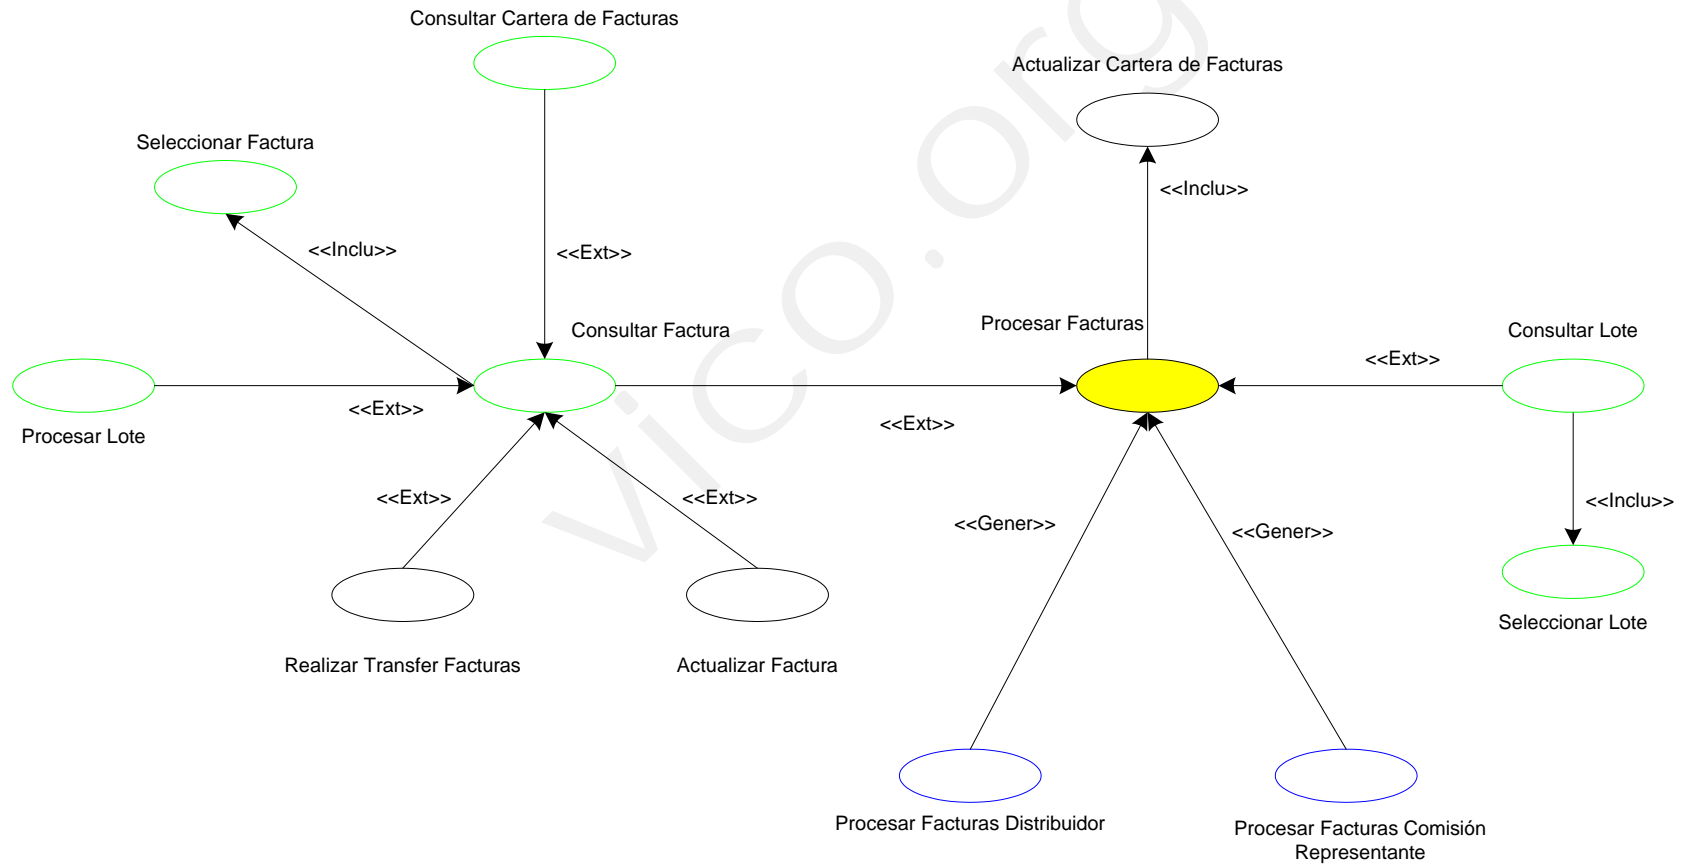 Consultar Cartera de Facturas
Actualizar Cartera de Facturas
Seleccionar Factura
<<Inclu>>
<<Inclu>>
<<Ext>>
Consultar Factura
Procesar Facturas
Consultar Lote
<<Ext>>
<<Ext>>
<<Ext>>
Procesar Lote
<<Ext>>
<<Ext>>
<<Inclu>>
<<Gener>>
<<Gener>>
Seleccionar Lote
Realizar Transfer Facturas
Actualizar Factura
Procesar Facturas Distribuidor
Procesar Facturas Comisión
Representante
vico.org